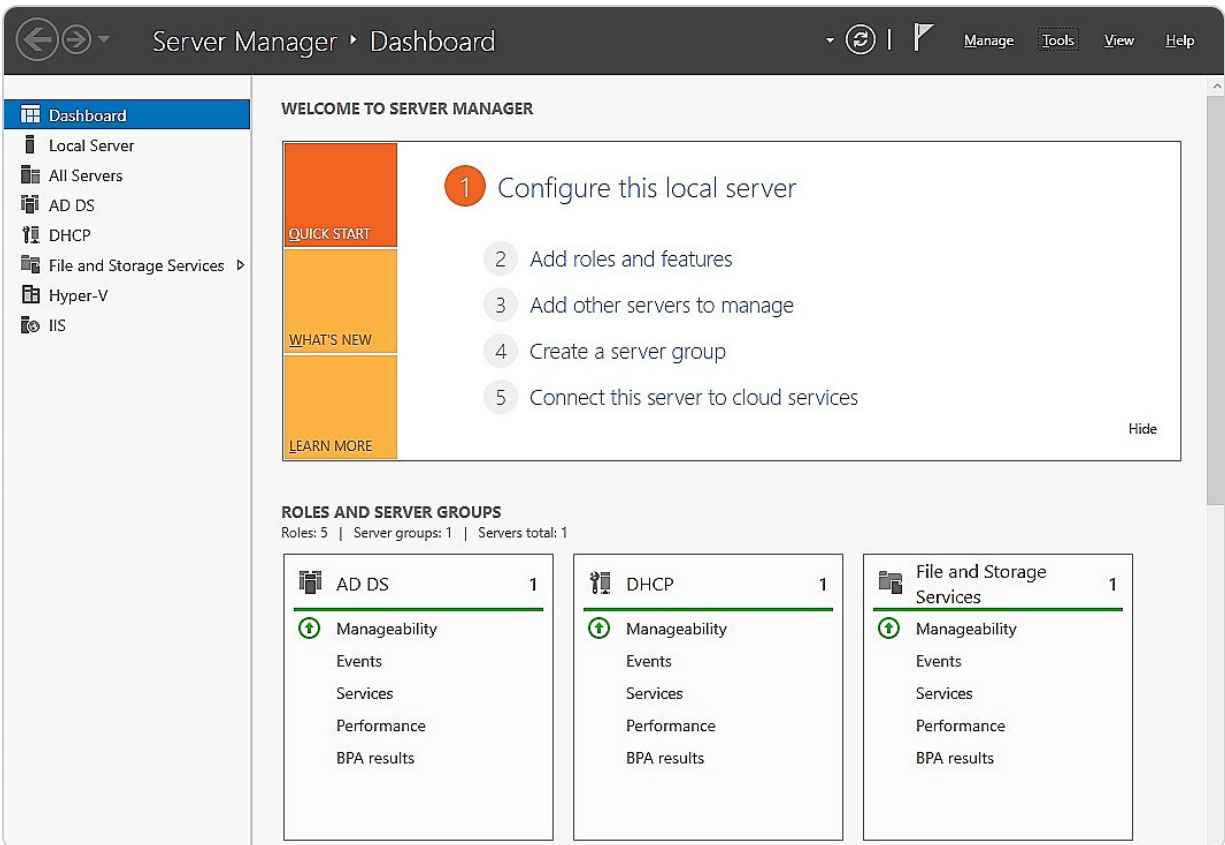 Server Manager ‣ Dashboard
Manage Tools View Help
Dashboard
Local Server
All Servers
AD DS
DHCP
File and Storage Services
Hyper-V
IIS
WELCOME TO SERVER MANAGER
QUICK START
WHAT'S NEW
LEARN MORE
1 Configure this local server
2 Add roles and features
3 Add other servers to manage
4 Create a server group
5 Connect this server to cloud services
Hide
ROLES AND SERVER GROUPS
Roles: 5 | Server groups: 1 | Servers total: 1
AD DS 1
Manageability
Events
Services
Performance
BPA results
DHCP 1
Manageability
Events
Services
Performance
BPA results
File and Storage
Services 1
Manageability
Events
Services
Performance
BPA results